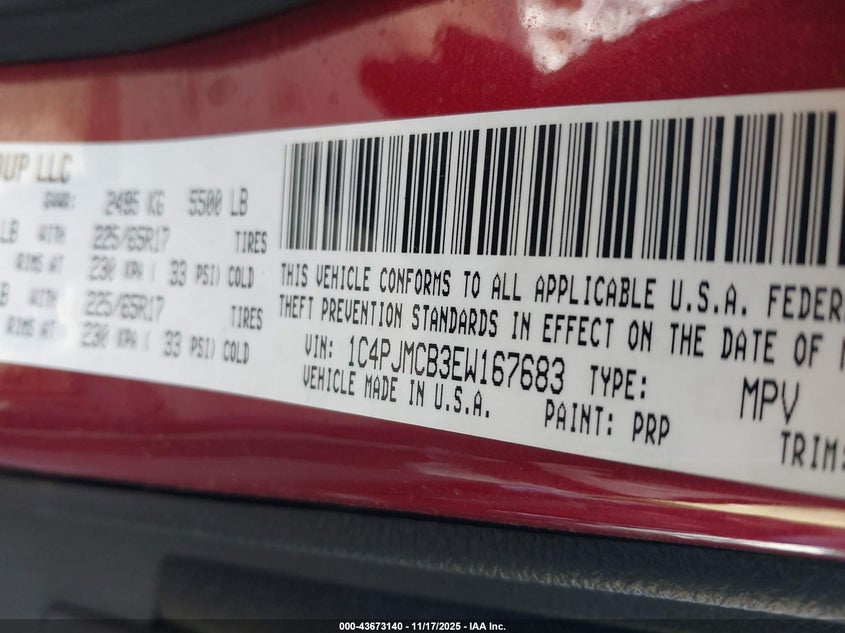 OUP LLC
GVWR: 2495 KG 5500 LB
LB WITH 225/65R17 TIRES
RIMS AT 230 KPA ( 33 PSI) COLD
LB WITH 225/65R17 TIRES
RIMS AT 230 KPA ( 33 PSI) COLD
THIS VEHICLE CONFORMS TO ALL APPLICABLE U.S.A. FEDER
THEFT PREVENTION STANDARDS IN EFFECT ON THE DATE OF M
VIN: 1C4PJMCB3EW167683 TYPE: MPV
VEHICLE MADE IN U.S.A. PAINT: PRP TRIM:
000-43673140 - 11/17/2025 - IAA Inc.